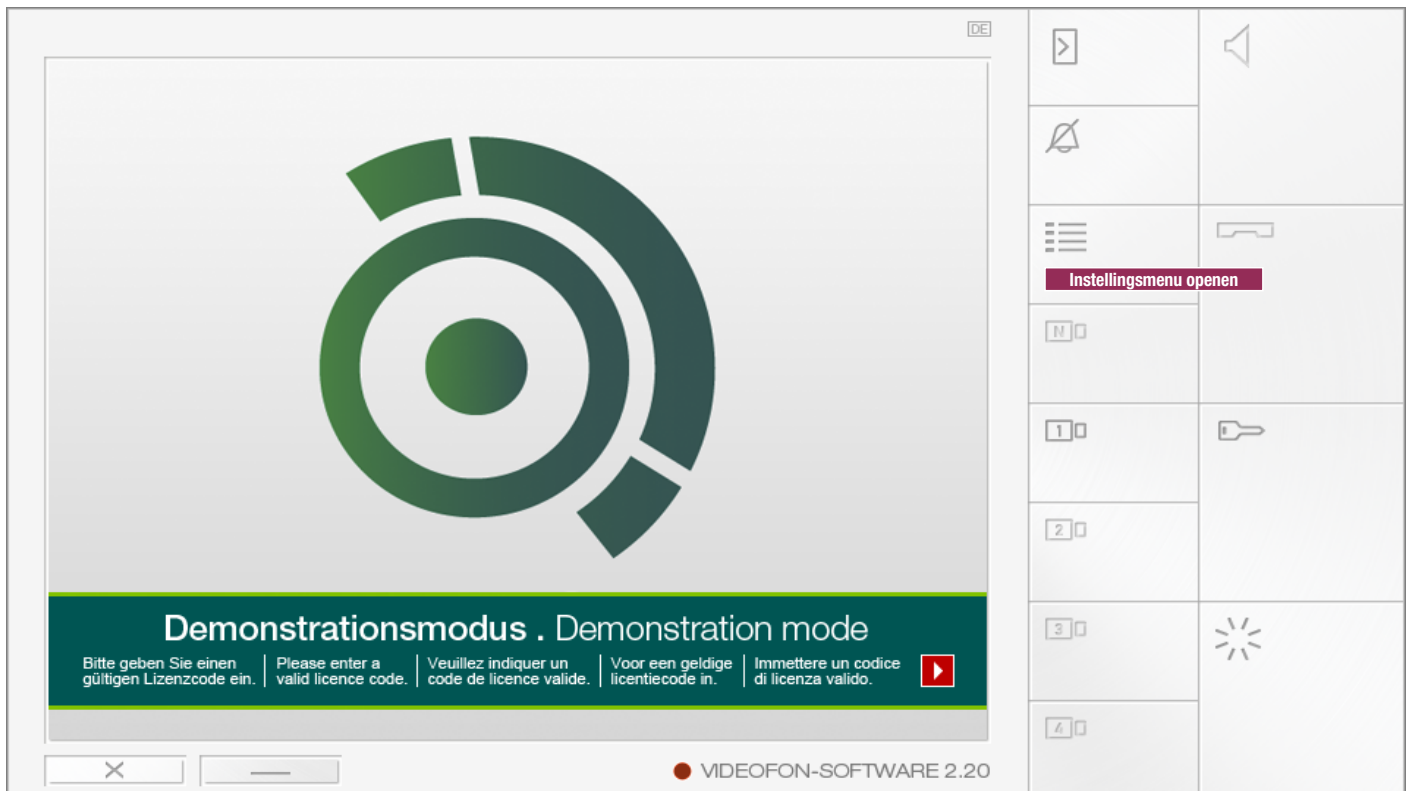 DE
Instellingsmenu openen
N
1
2
3
4
Demonstrationsmodus . Demonstration mode
Bitte geben Sie einen
gültigen Lizenzcode ein.
Please enter a
valid licence code.
Veuillez indiquer un
code de licence valide.
Voor een geldige
licentiecode in.
Immettere un codice
di licenza valido.
VIDEOFON-SOFTWARE 2.20